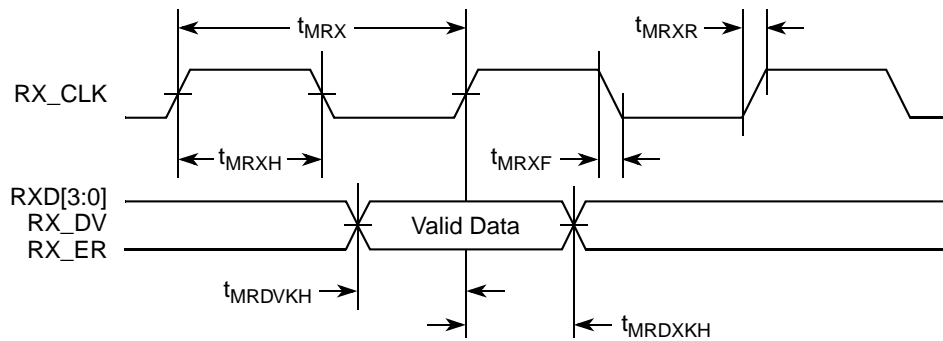 tMRX
tMRXR
RX_CLK
tMRXH
tMRXF
RXD[3:0]
RX_DV
Valid Data
RX_ER
tMRDVKH
tMRDXKH